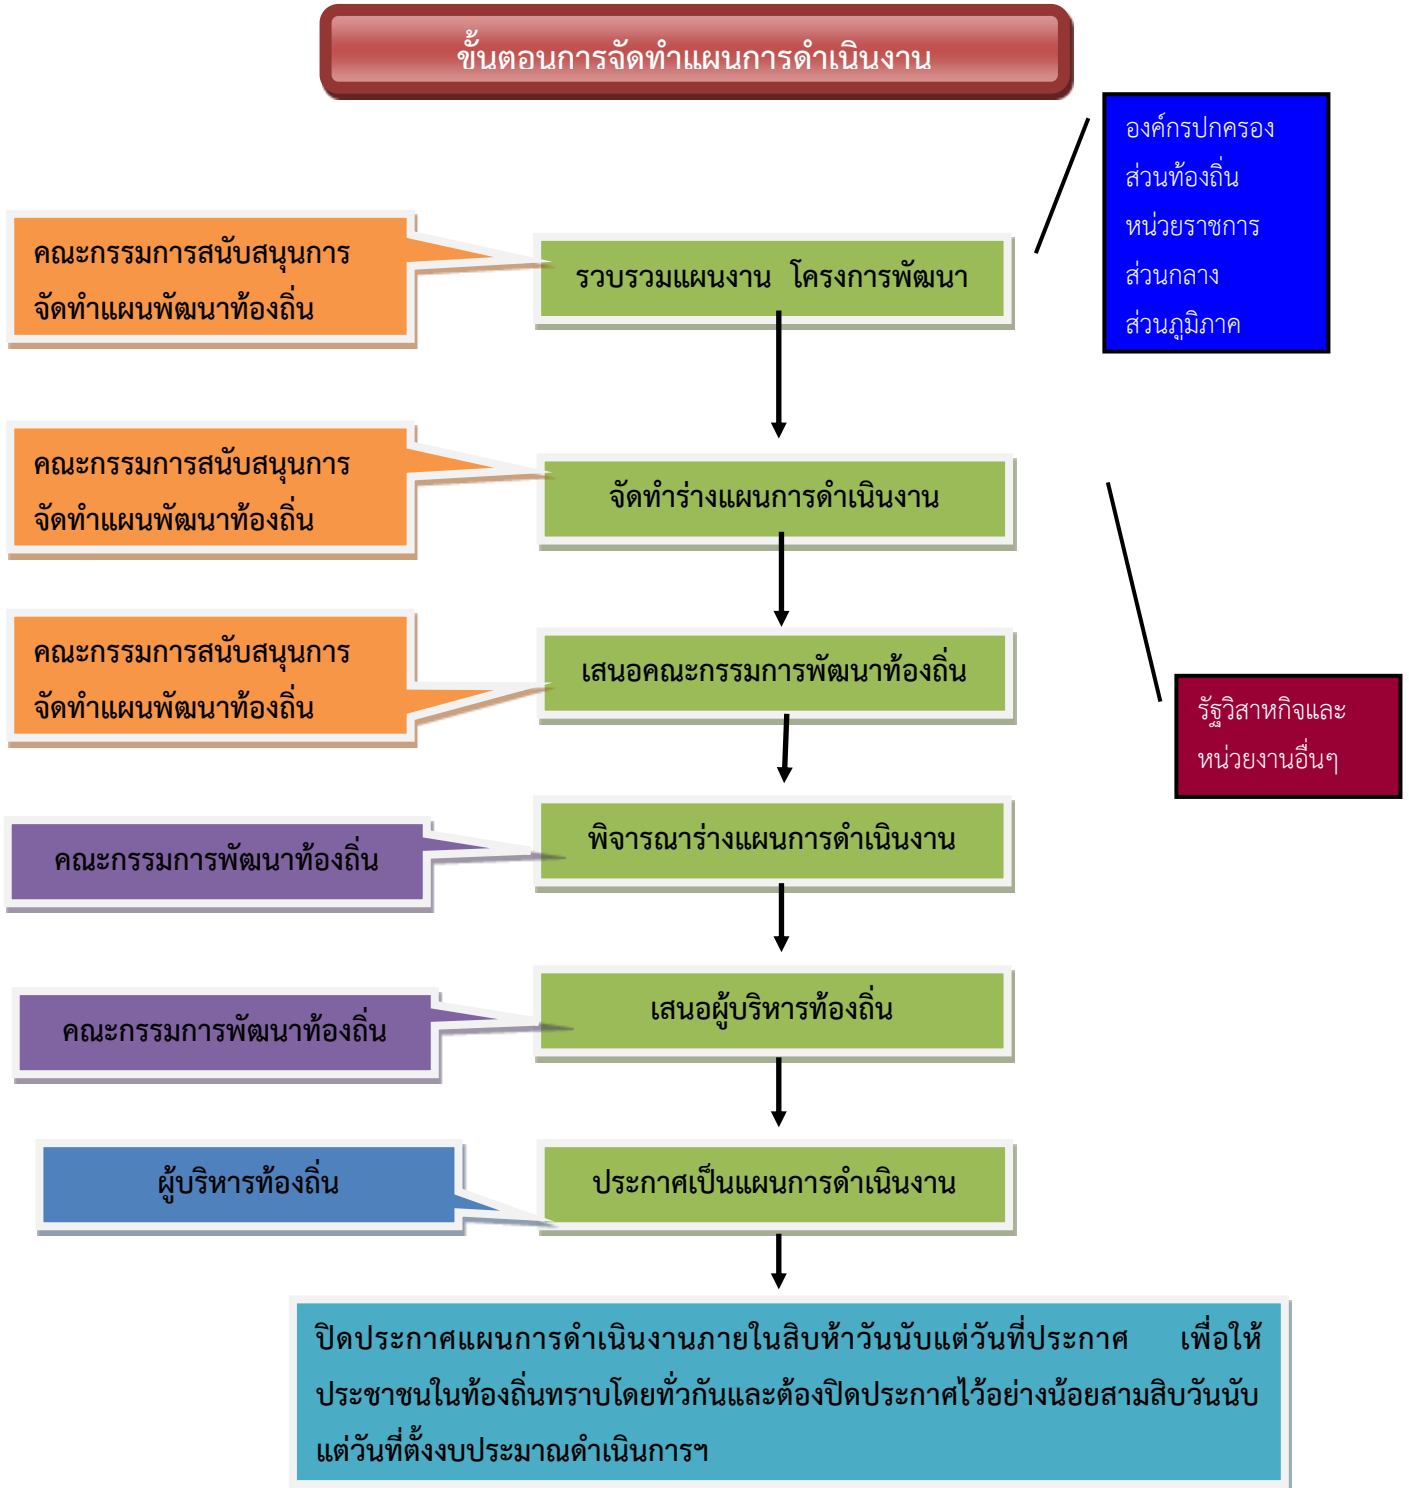 ขั้นตอนการจัดทำแผนการดำเนินงาน
องค์กรปกครอง
ส่วนท้องถิ่น
หน่วยราชการ
ส่วนกลาง
ส่วนภูมิภาค
คณะกรรมการสนับสนุนการ
จัดทำแผนพัฒนาท้องถิ่น
รวบรวมแผนงาน โครงการพัฒนา
คณะกรรมการสนับสนุนการ
จัดทำแผนพัฒนาท้องถิ่น
จัดทำร่างแผนการดำเนินงาน
คณะกรรมการสนับสนุนการ
จัดทำแผนพัฒนาท้องถิ่น
เสนอคณะกรรมการพัฒนาท้องถิ่น
รัฐวิสาหกิจและ
หน่วยงานอื่นๆ
คณะกรรมการพัฒนาท้องถิ่น
พิจารณาร่างแผนการดำเนินงาน
คณะกรรมการพัฒนาท้องถิ่น
เสนอผู้บริหารท้องถิ่น
ผู้บริหารท้องถิ่น
ประกาศเป็นแผนการดำเนินงาน
ปิดประกาศแผนการดำเนินงานภายในสิบห้าวันนับแต่วันที่ประกาศ เพื่อให้
ประชาชนในท้องถิ่นทราบโดยทั่วกันและต้องปิดประกาศไว้อย่างน้อยสามสิบวันนับ
แต่วันที่ตั้งงบประมาณดำเนินการฯ